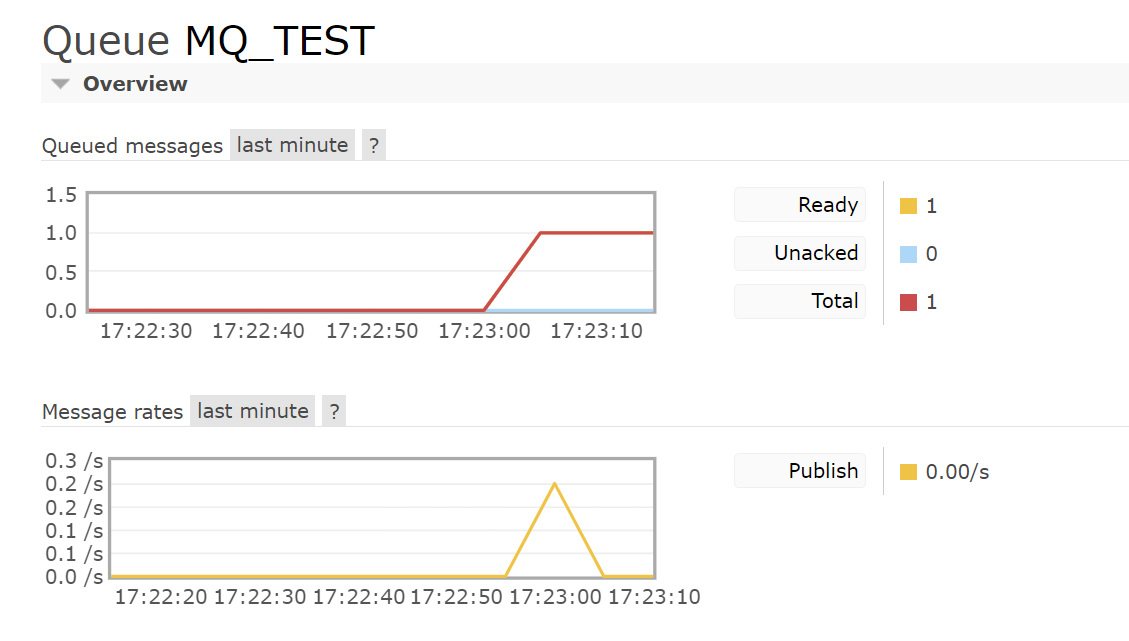 Queue MQ_TEST
Overview
Queued messages last minute ?
1.5
1.0
0.5
0.0
17:22:30 17:22:40 17:22:50 17:23:00 17:23:10
Ready 1
Unacked 0
Total 1
Message rates last minute ?
0.3 /s
0.2 /s
0.2 /s
0.1 /s
0.1 /s
0.0 /s
17:22:20 17:22:30 17:22:40 17:22:50 17:23:00 17:23:10
Publish 0.00/s